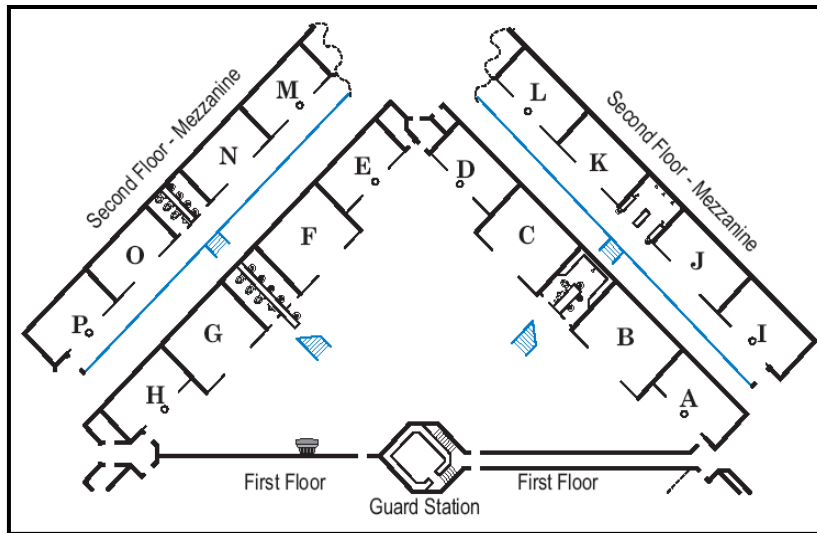 Second Floor - Mezzanine
M
N
O
P
E
F
G
H
D
C
B
A
L
K
J
I
Second Floor - Mezzanine
First Floor
Guard Station
First Floor